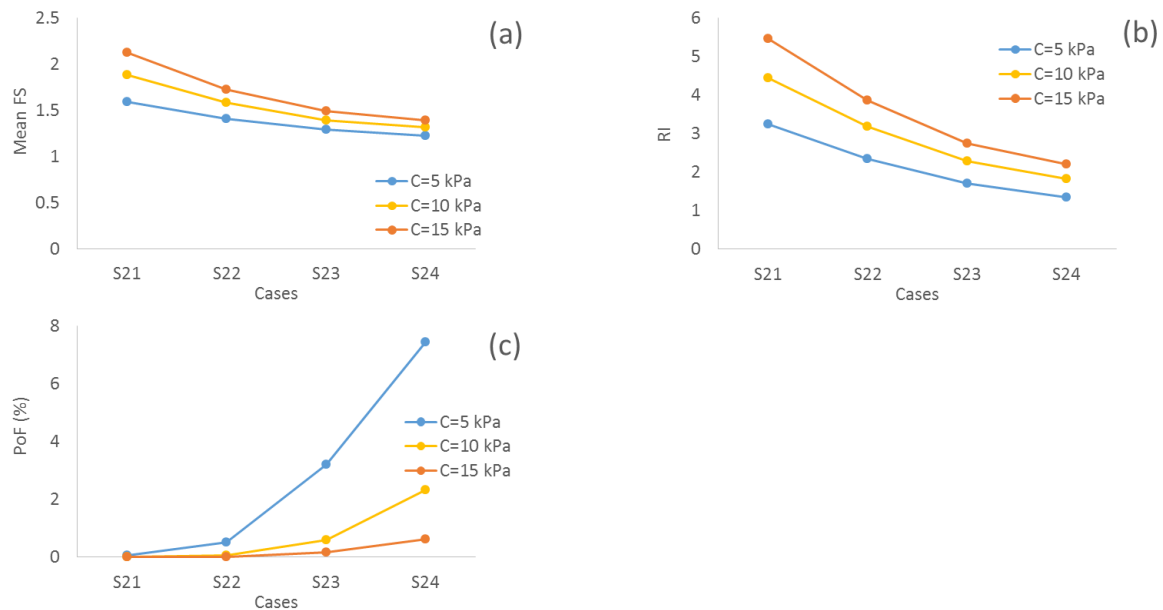 2.5
2
1.5
1
0.5
0
Mean FS
(a)
C=5 kPa
C=10 kPa
C=15 kPa
S21 S22 S23 S24
Cases
6
5
4
3
2
1
0
RI
(b)
C=5 kPa
C=10 kPa
C=15 kPa
S21 S22 S23 S24
Cases
8
6
4
2
0
PoF (%)
(c)
C=5 kPa
C=10 kPa
C=15 kPa
S21 S22 S23 S24
Cases